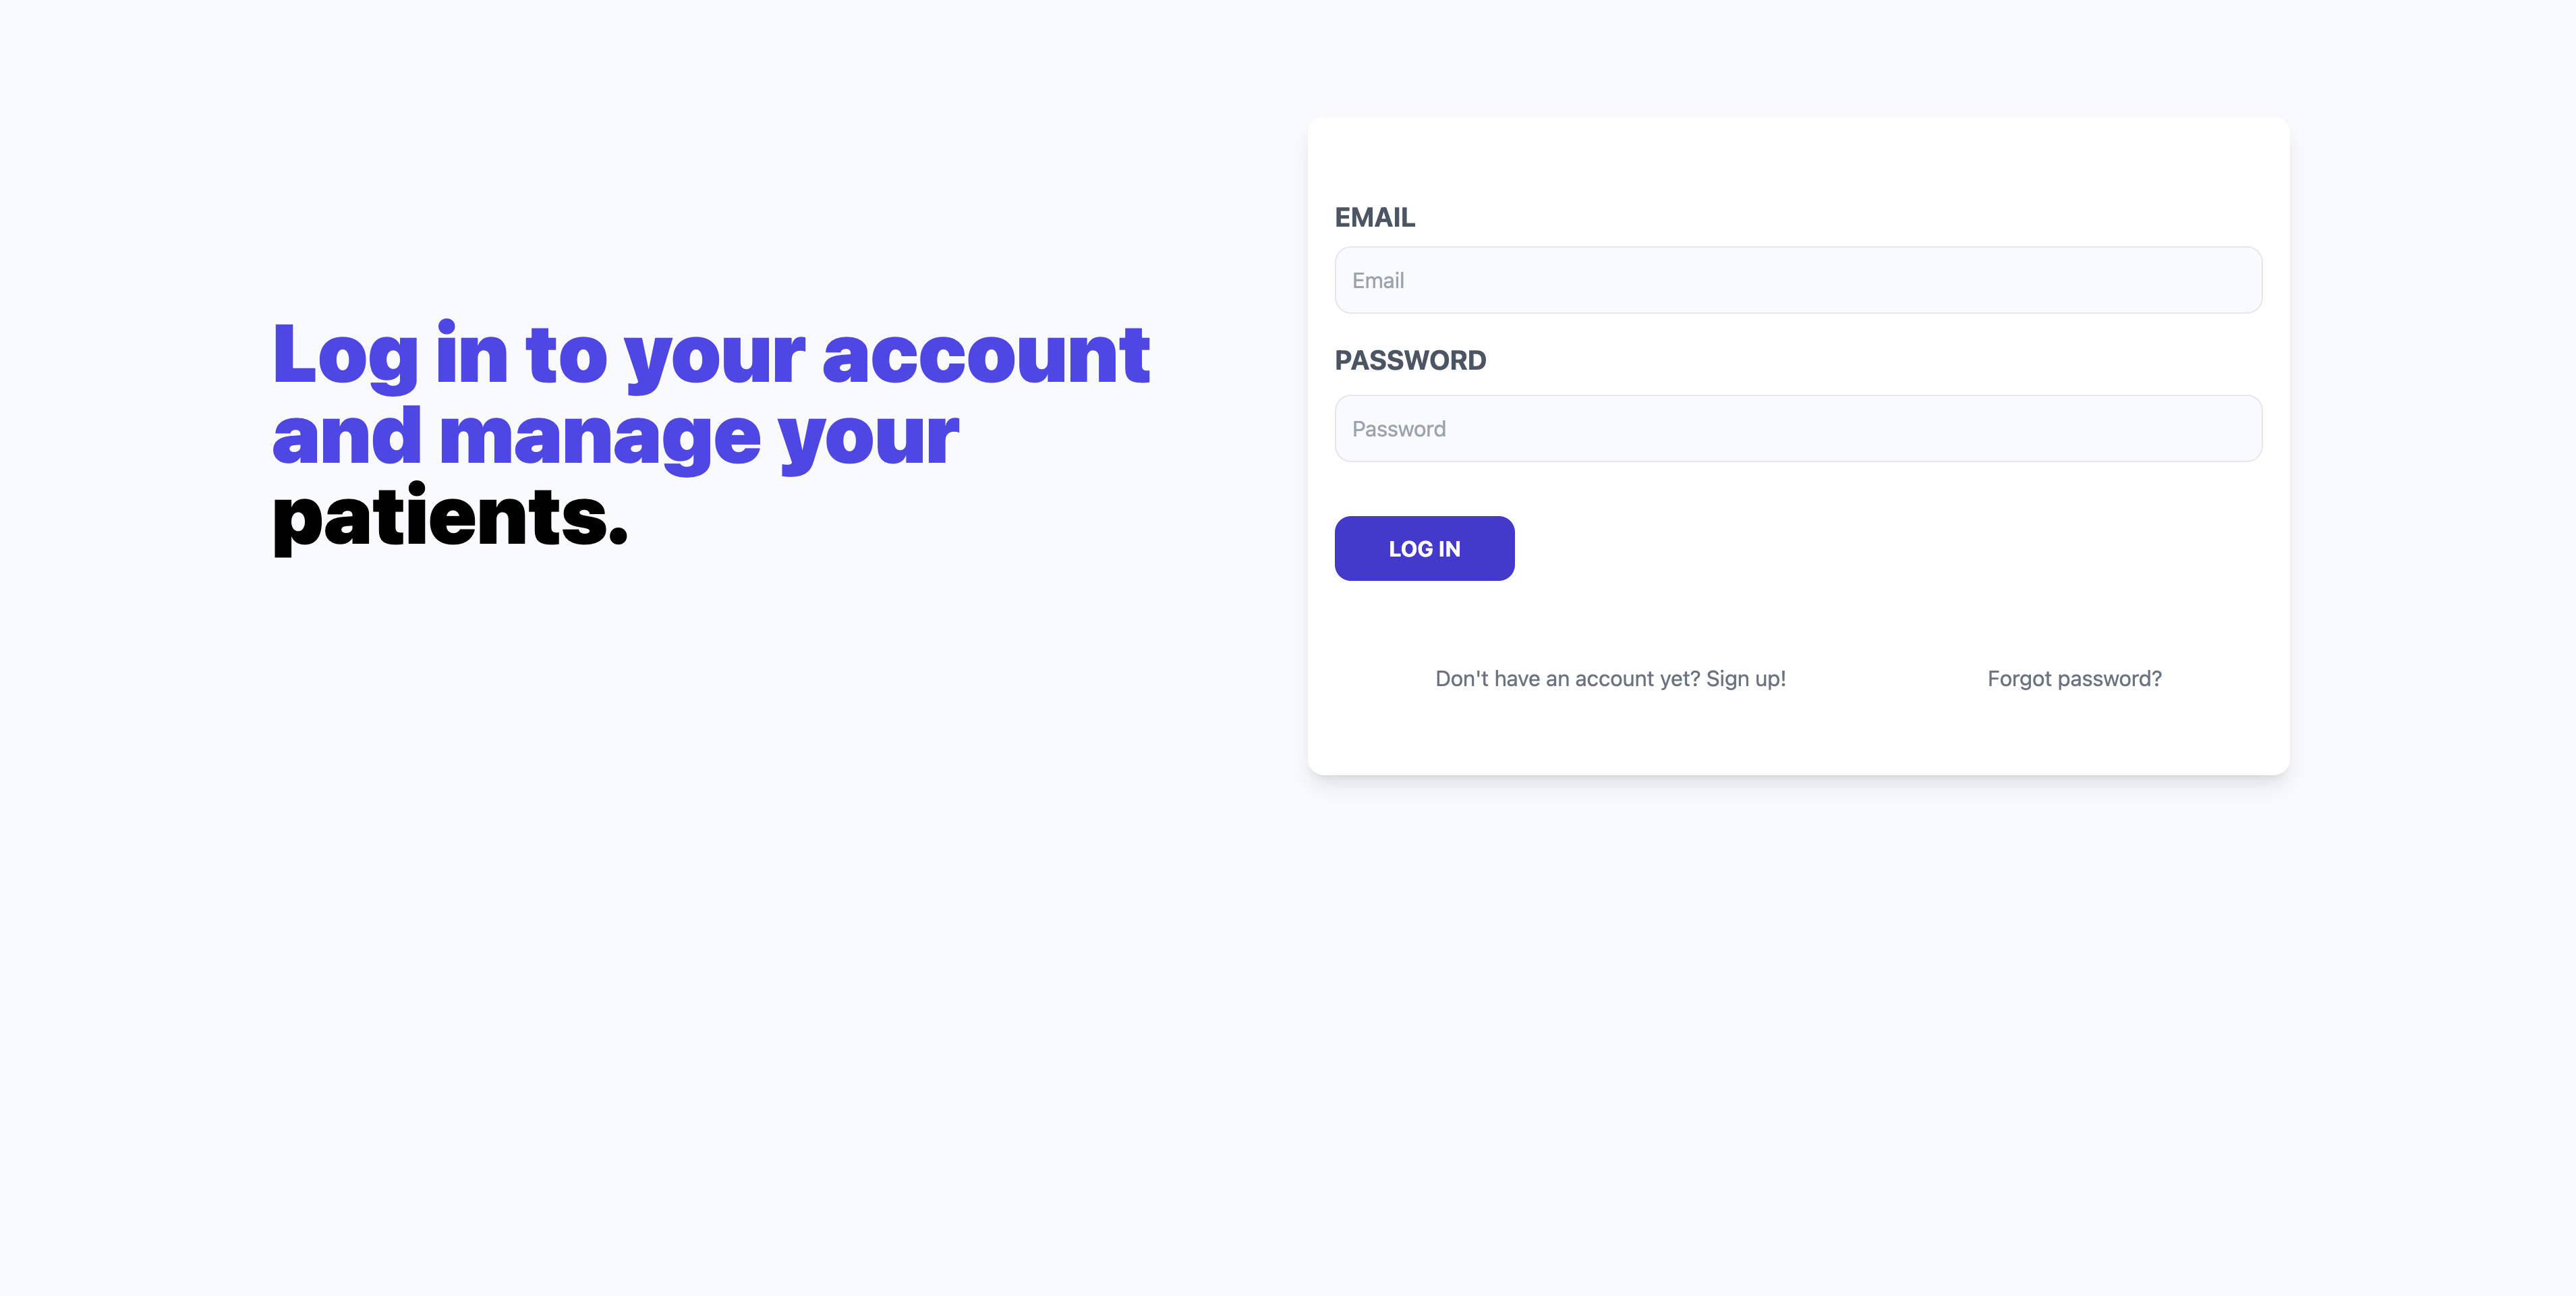 Log in to your account
and manage your
patients.
EMAIL
Email
PASSWORD
Password
LOG IN
Don't have an account yet? Sign up!
Forgot password?